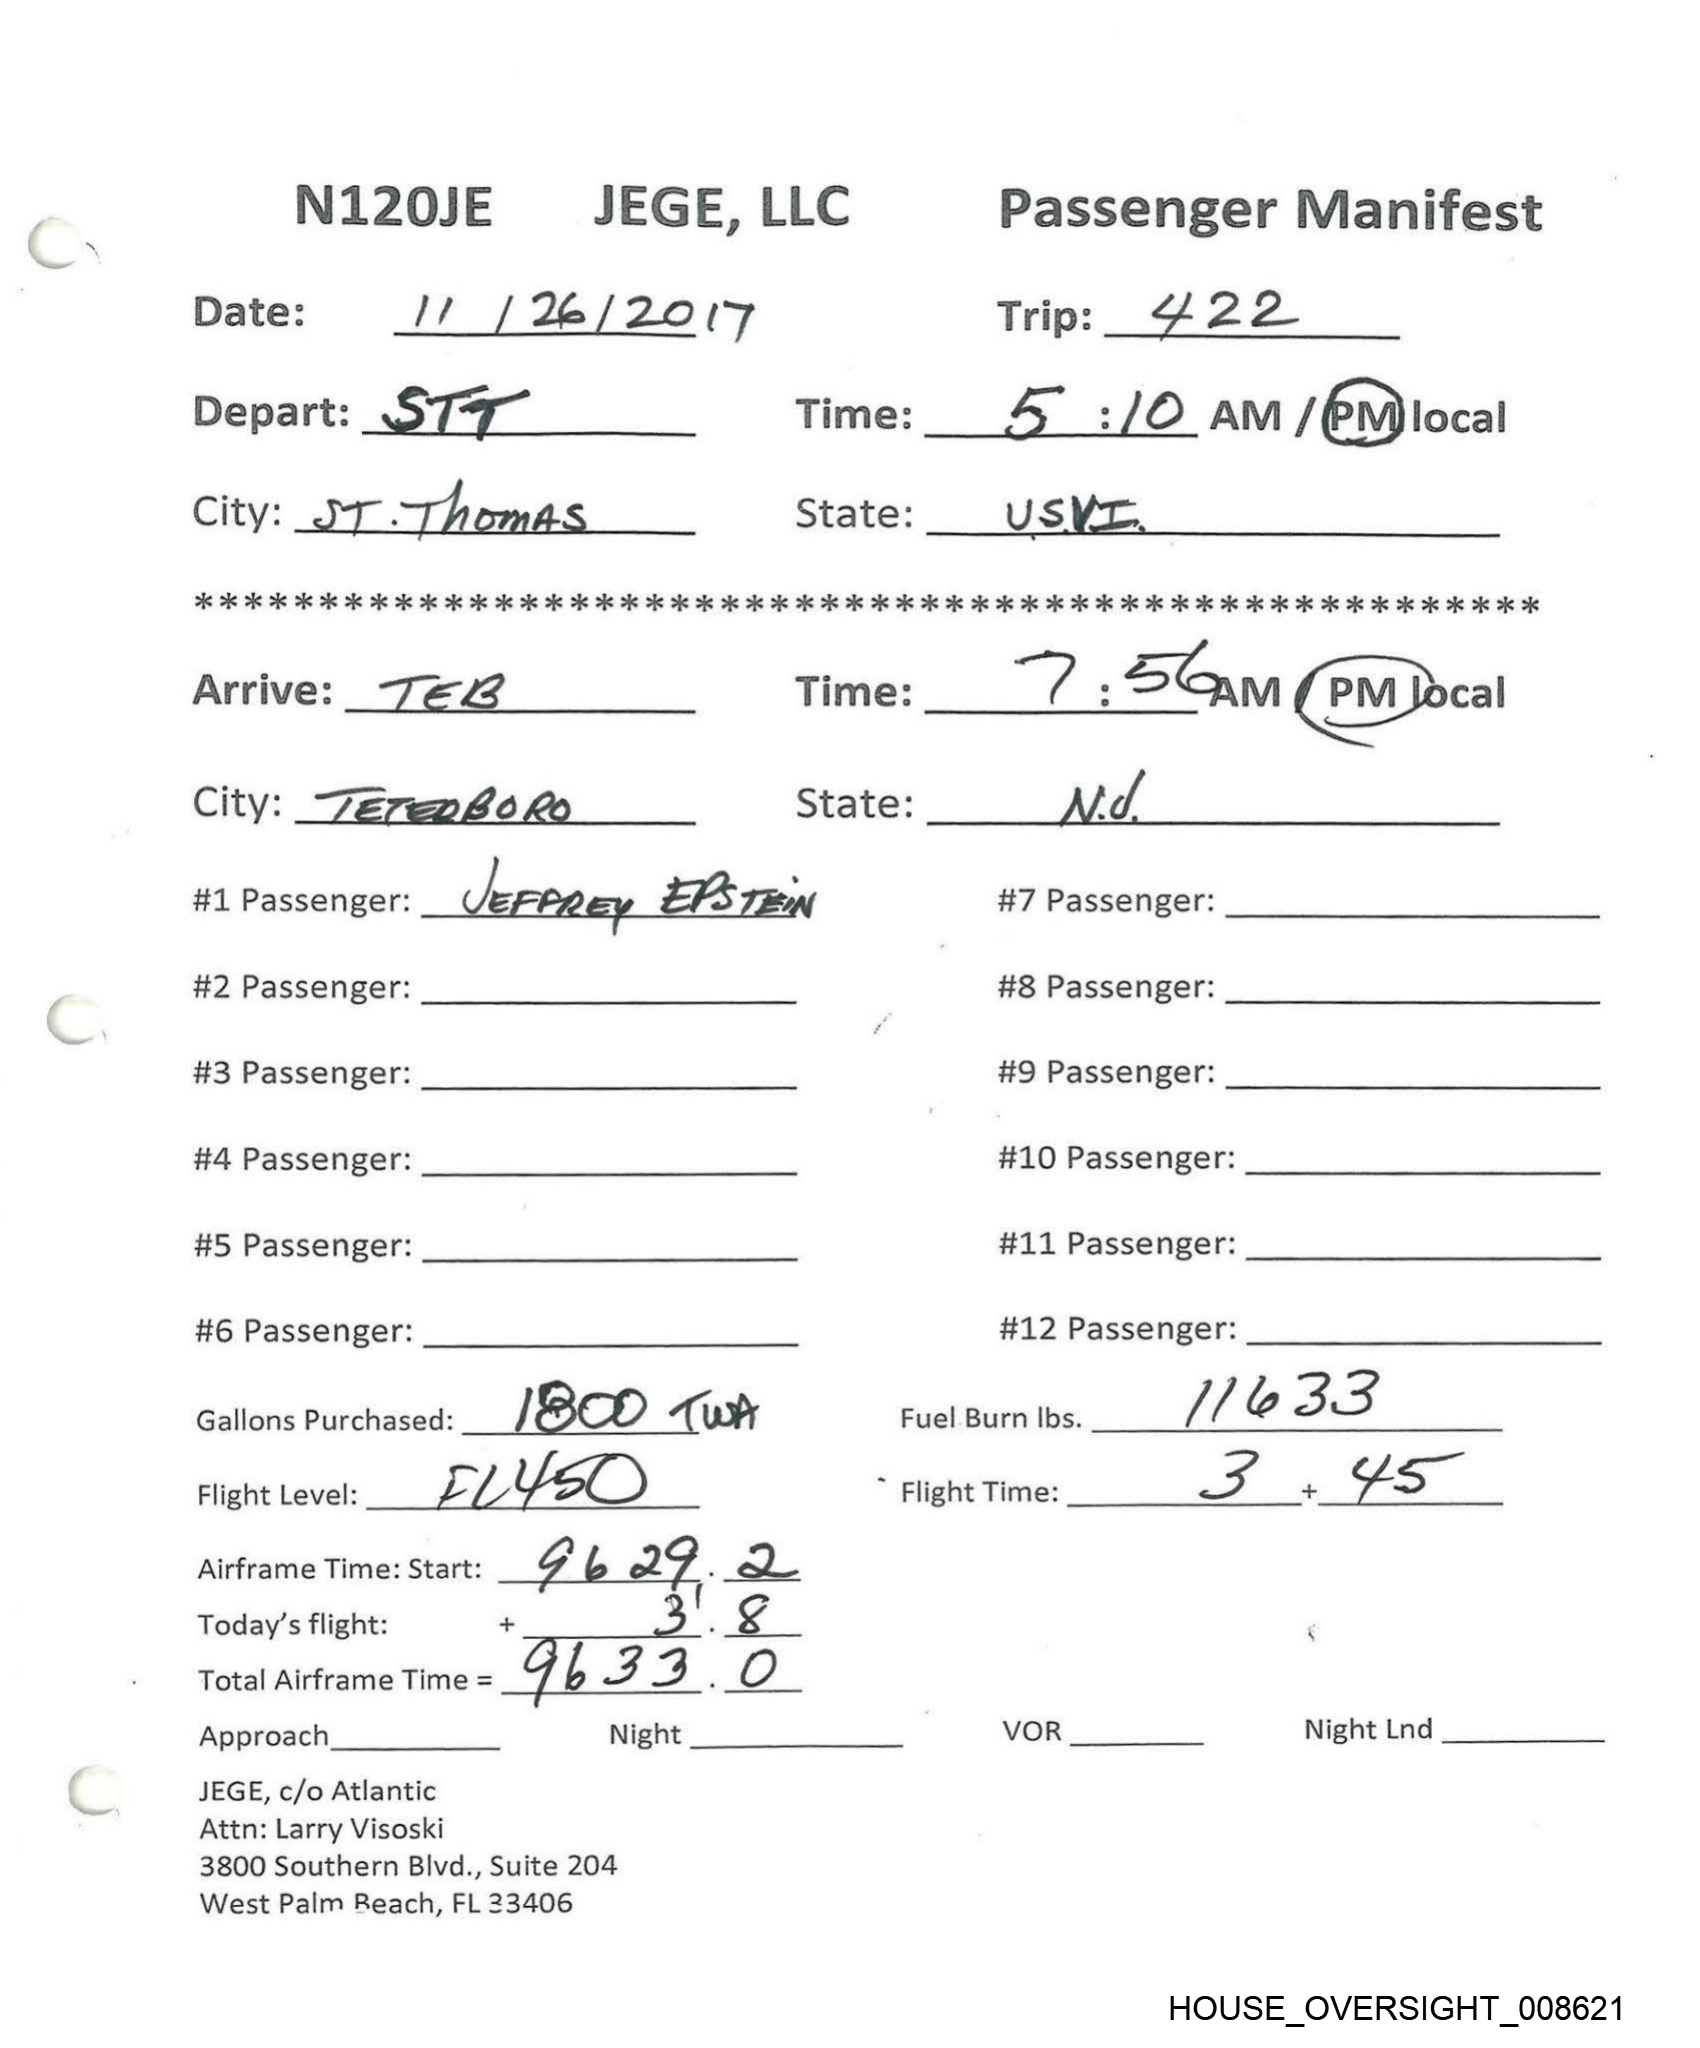 N120JE JEGE, LLC Passenger Manifest
Date: 11 / 26 / 2017 Trip: 422
Depart: STT Time: 5 :10 AM / PM local
City: ST. Thomas State: U.S.V.I.
******************************************************
Arrive: TEB Time: 7 : 56 AM / PM local
City: TETERBORO State: N.J.
#1 Passenger: JEFFREY EPSTEIN #7 Passenger:
#2 Passenger: #8 Passenger:
#3 Passenger: #9 Passenger:
#4 Passenger: #10 Passenger:
#5 Passenger: #11 Passenger:
#6 Passenger: #12 Passenger:
Gallons Purchased: 1800 TWA Fuel Burn lbs. 11633
Flight Level: FL450 Flight Time: 3 + 45
Airframe Time: Start: 9629.2
Today's flight: + 3.8
Total Airframe Time = 9633.0
Approach Night VOR Night Lnd
JEGE, c/o Atlantic
Attn: Larry Visoski
3800 Southern Blvd., Suite 204
West Palm Beach, FL 33406
HOUSE_OVERSIGHT_008621